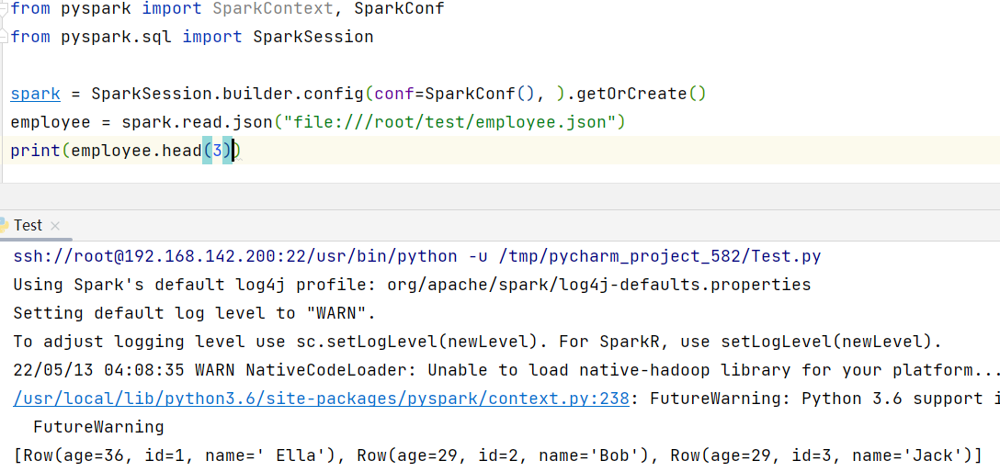 from pyspark import SparkContext, SparkConf
from pyspark.sql import SparkSession
spark = SparkSession.builder.config(conf=SparkConf(), ).getOrCreate()
employee = spark.read.json("file:///root/test/employee.json")
print(employee.head(3))
Test
ssh://root@192.168.142.200:22/usr/bin/python -u /tmp/pycharm_project_582/Test.py
Using Spark's default log4j profile: org/apache/spark/log4j-defaults.properties
Setting default log level to "WARN".
To adjust logging level use sc.setLogLevel(newLevel). For SparkR, use setLogLevel(newLevel).
22/05/13 04:08:35 WARN NativeCodeLoader: Unable to load native-hadoop library for your platform...
/usr/local/lib/python3.6/site-packages/pyspark/context.py:238: FutureWarning: Python 3.6 support i
FutureWarning
[Row(age=36, id=1, name=' Ella'), Row(age=29, id=2, name='Bob'), Row(age=29, id=3, name='Jack')]